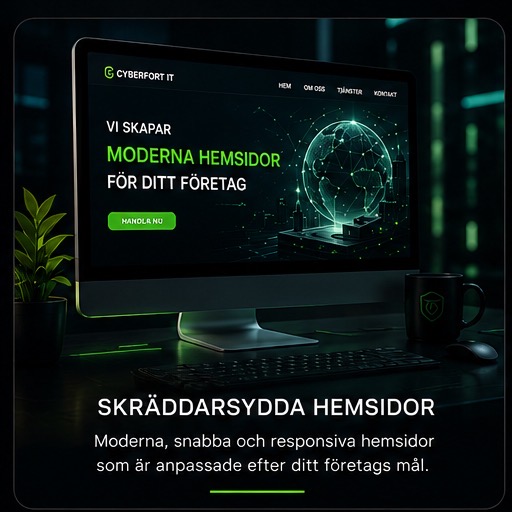 CYBERFORT IT
HEM OM OSS TJÄNSTER KONTAKT
VI SKAPAR
MODERNA HEMSIDOR
FÖR DITT FÖRETAG
HANDLA NU
SKRÄDDARSYDDA HEMSIDOR
Moderna, snabba och responsiva hemsidor
som är anpassade efter ditt företags mål.